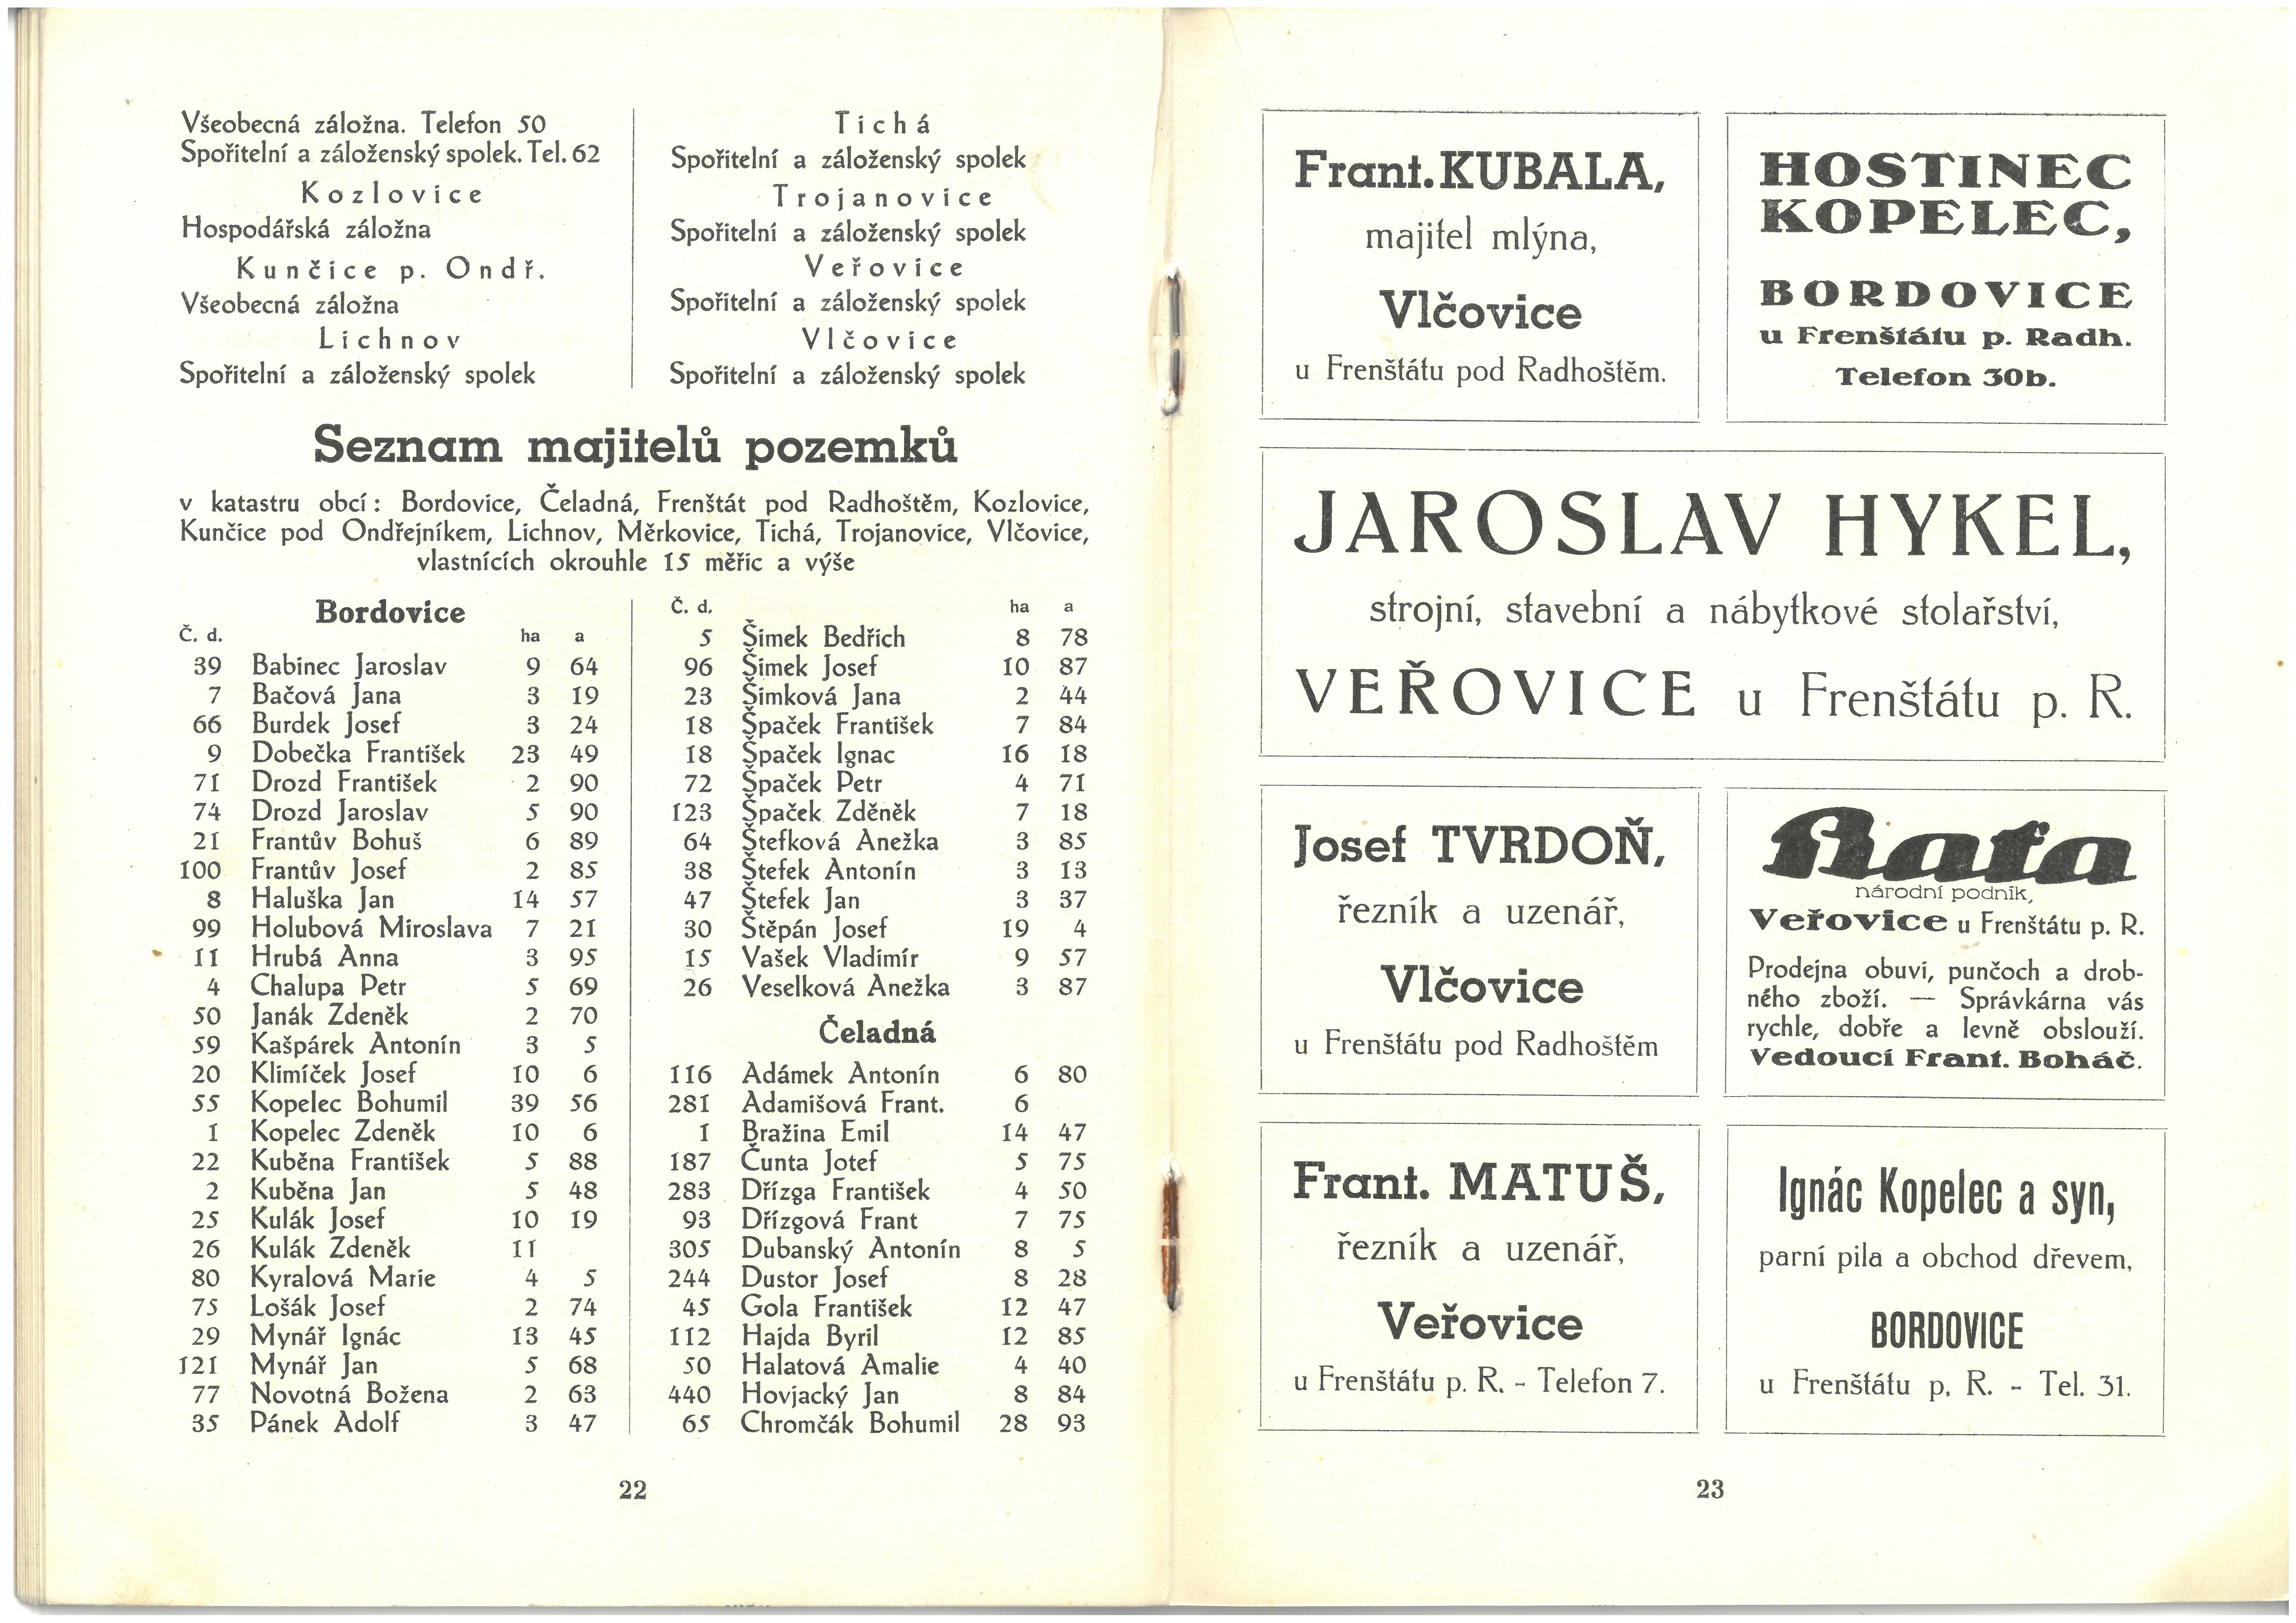 Všeobecná záložna. Telefon 50
Spořitelní a záloženský spolek. Tel. 62
Kozlovice
Hospodářská záložna
Kunčice p. Ondř.
Všeobecná záložna
Lichnov
Spořitelní a záloženský spolek
Tichá
Spořitelní a záloženský spolek
Trojanovice
Spořitelní a záloženský spolek
Veřovice
Spořitelní a záloženský spolek
Vlčovice
Spořitelní a záloženský spolek
Seznam majitelů pozemků
v katastru obcí: Bordovice, Čeladná, Frenštát pod Radhoštěm, Kozlovice,
Kunčice pod Ondřejníkem, Lichnov, Měrkovice, Tichá, Trojanovice, Vlčovice,
vlastnících okrouhle 15 měřic a výše
Bordovice
Č. d. ha a
39 Babinec Jaroslav 9 64
7 Bačová Jana 3 19
66 Burdek Josef 3 24
9 Dobečka František 23 49
71 Drozd František 2 90
74 Drozd Jaroslav 5 90
21 Frantův Bohuš 6 89
100 Frantův Josef 2 85
8 Haluška Jan 14 57
99 Holubová Miroslava 7 21
11 Hrubá Anna 3 95
4 Chalupa Petr 5 69
50 Janák Zdeněk 2 70
59 Kašpárek Antonín 3 5
20 Klimíček Josef 10 6
55 Kopelec Bohumil 39 56
1 Kopelec Zdeněk 10 6
22 Kuběna František 5 88
2 Kuběna Jan 5 48
25 Kulák Josef 10 19
26 Kulák Zdeněk 11
80 Kyralová Marie 4 5
75 Lošák Josef 2 74
29 Mynář Ignác 13 45
121 Mynář Jan 5 68
77 Novotná Božena 2 63
35 Pánek Adolf 3 47
Č. d. ha a
5 Šimek Bedřich 8 78
96 Šimek Josef 10 87
23 Šimková Jana 2 44
18 Špaček František 7 84
18 Špaček Ignac 16 18
72 Špaček Petr 4 71
123 Špaček Zděněk 7 18
64 Štefková Anežka 3 85
38 Štefek Antonín 3 13
47 Štefek Jan 3 37
30 Štěpán Josef 19 4
15 Vašek Vladimír 9 57
26 Veselková Anežka 3 87
Čeladná
116 Adámek Antonín 6 80
281 Adamišová Frant. 6
1 Bražina Emil 14 47
187 Čunta Jotef 5 75
283 Dřízga František 4 50
93 Dřízgová Frant 7 75
305 Dubanský Antonín 8 5
244 Dustor Josef 8 28
45 Gola František 12 47
112 Hajda Byril 12 85
50 Halatová Amalie 4 40
440 Hovjacký Jan 8 84
65 Chromčák Bohumil 28 93
22
Frant. KUBALA,
majitel mlýna,
Vlčovice
u Frenštátu pod Radhoštěm.
HOSTINEC
KOPELEC,
BORDOVICE
u Frenštátu p. Radh.
Telefon 30b.
JAROSLAV HYKEL,
strojní, stavební a nábytkové stolařství,
VEŘOVICE u Frenštátu p. R.
Josef TVRDOŇ,
řezník a uzenář,
Vlčovice
u Frenštátu pod Radhoštěm
Baťa
národní podnik,
Veřovice u Frenštátu p. R.
Prodejna obuvi, punčoch a drob-
ného zboží. — Správkárna vás
rychle, dobře a levně obslouží.
Vedoucí Frant. Boháč.
Frant. MATUŠ,
řezník a uzenář,
Veřovice
u Frenštátu p. R. - Telefon 7.
Ignác Kopelec a syn,
parní pila a obchod dřevem,
BORDOVICE
u Frenštátu p. R. - Tel. 31.
23